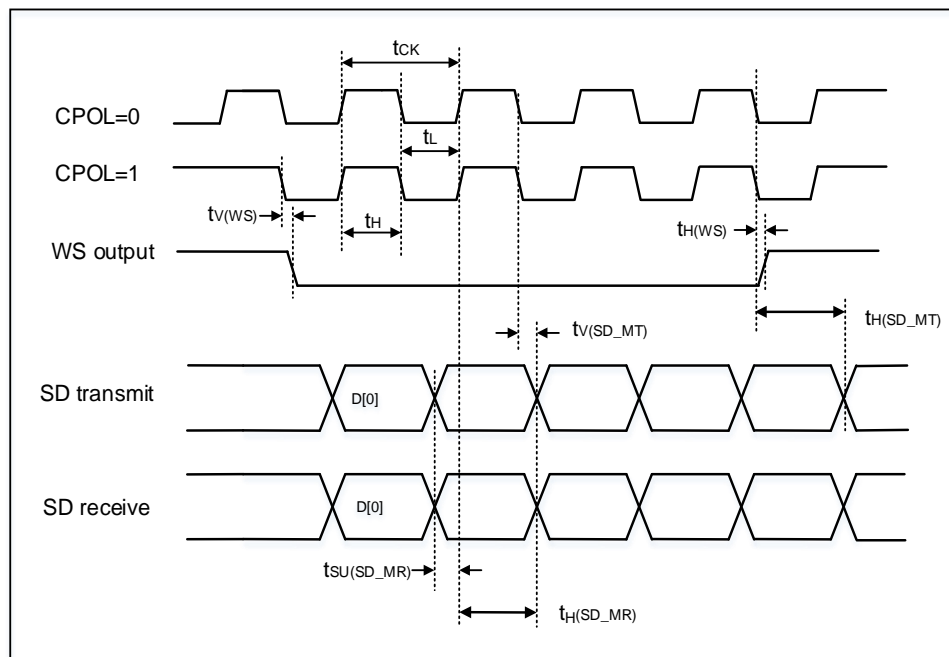 tCK
CPOL=0
tL
CPOL=1
tV(WS)
tH
tH(WS)
WS output
tH(SD_MT)
tV(SD_MT)
SD transmit
D[0]
SD receive
D[0]
tSU(SD_MR)
tH(SD_MR)